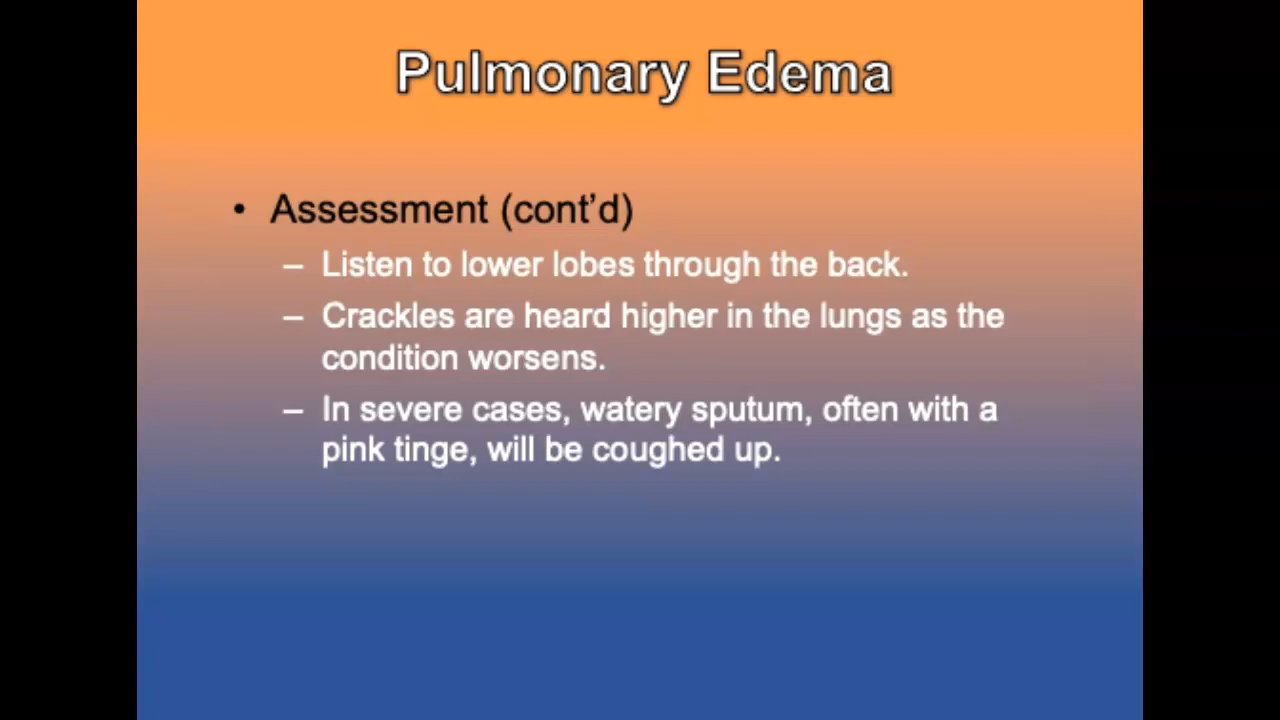 Pulmonary Edema
• Assessment (cont’d)
– Listen to lower lobes through the back.
– Crackles are heard higher in the lungs as the
condition worsens.
– In severe cases, watery sputum, often with a
pink tinge, will be coughed up.